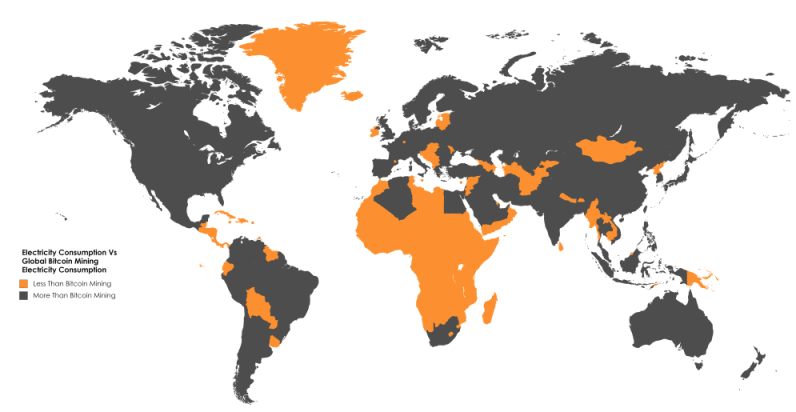 Electricity Consumption Vs
Global Bitcoin Mining
Electricity Consumption
Less Than Bitcoin Mining
More Than Bitcoin Mining